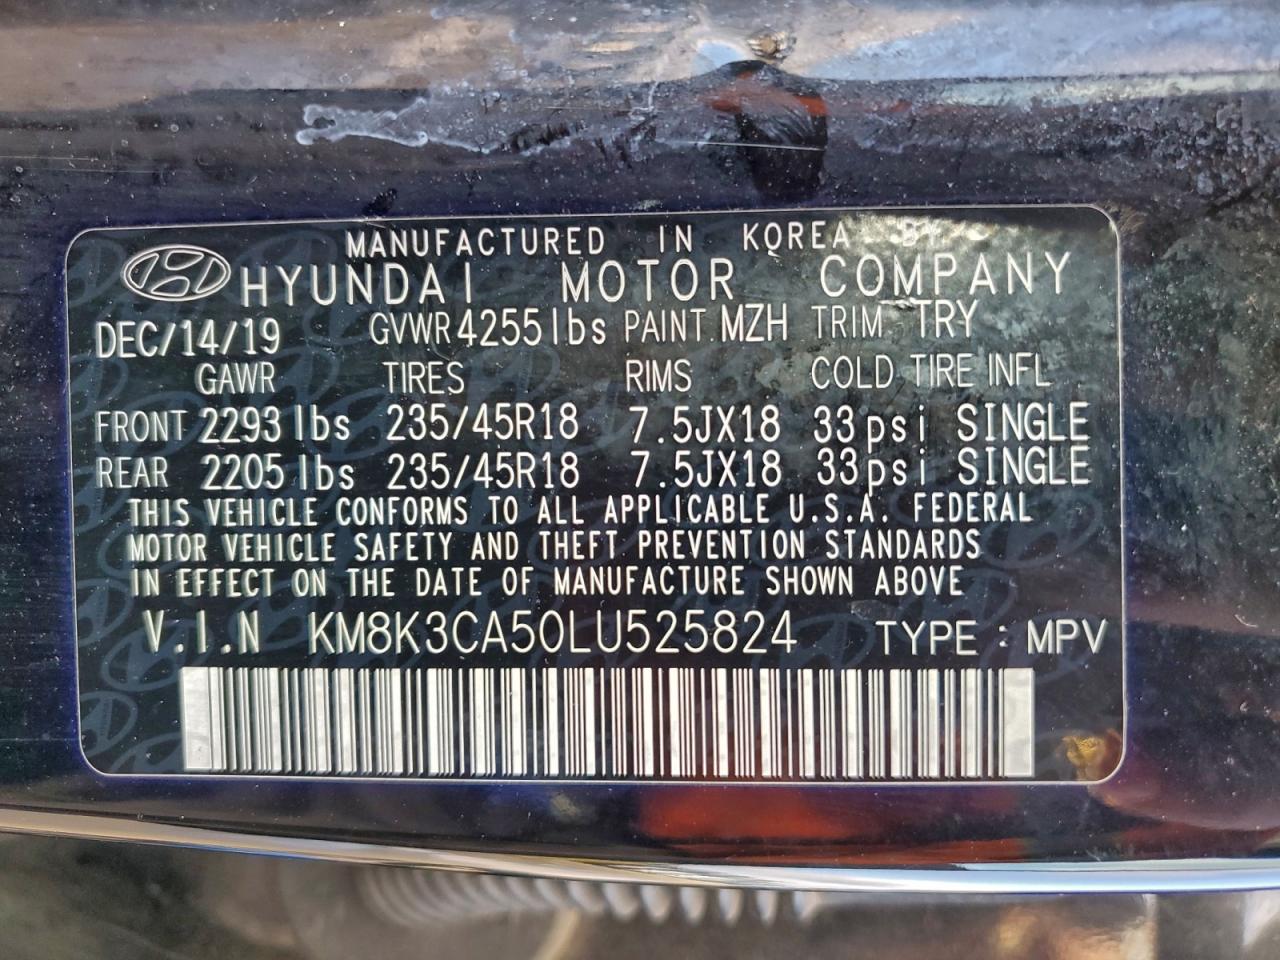 MANUFACTURED IN KOREA BY
HYUNDAI MOTOR COMPANY
DEC/14/19 GVWR 4255lbs PAINT MZH TRIM TRY
GAWR TIRES RIMS COLD TIRE INFL
FRONT 2293 lbs 235/45R18 7.5JX18 33psi SINGLE
REAR 2205 lbs 235/45R18 7.5JX18 33psi SINGLE
THIS VEHICLE CONFORMS TO ALL APPLICABLE U.S.A. FEDERAL
MOTOR VEHICLE SAFETY AND THEFT PREVENTION STANDARDS
IN EFFECT ON THE DATE OF MANUFACTURE SHOWN ABOVE
V.I.N KM8K3CA50LU525824 TYPE : MPV